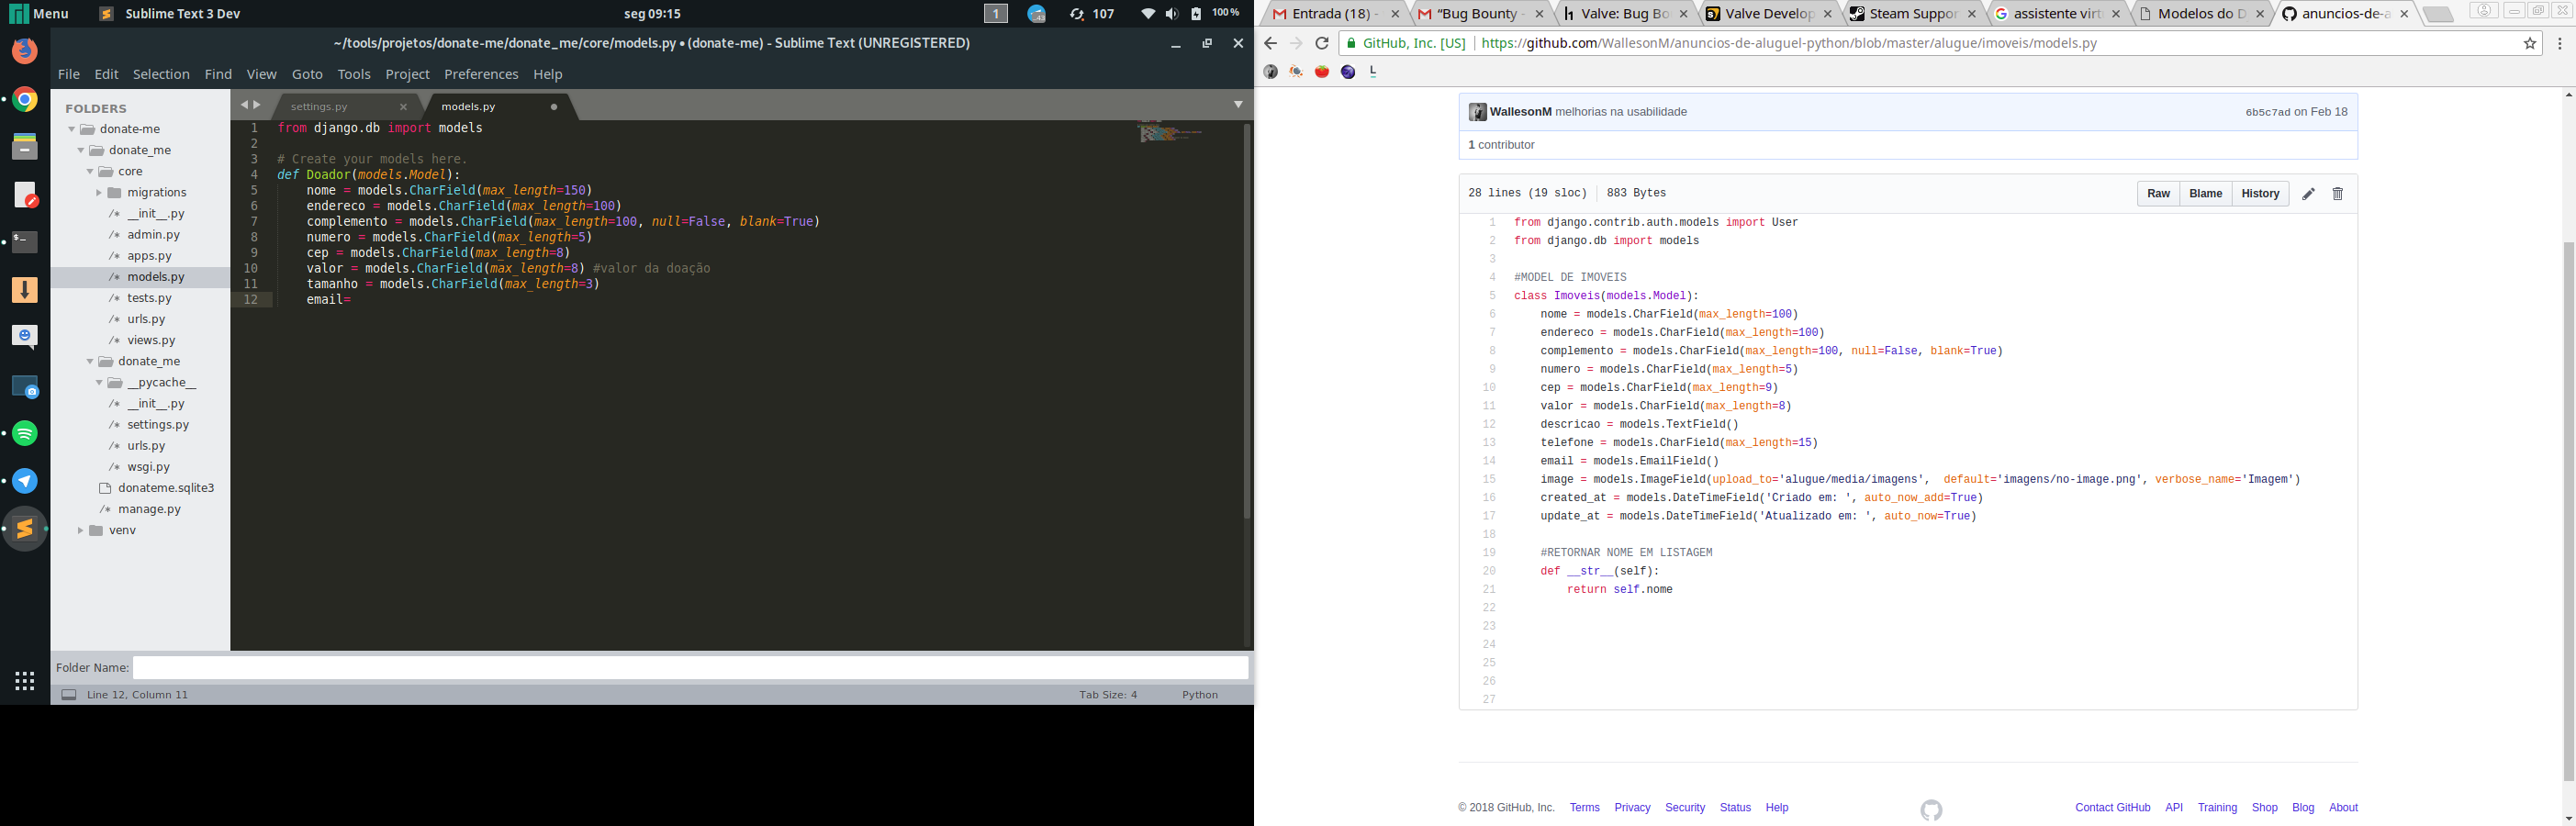 Menu
Sublime Text 3 Dev
seg 09:15
1
43
107
100 %
~/tools/projetos/donate-me/donate_me/core/models.py • (donate-me) - Sublime Text (UNREGISTERED)
File Edit Selection Find View Goto Tools Project Preferences Help
FOLDERS
donate-me
donate_me
core
migrations
/* __init__.py
/* admin.py
/* apps.py
/* models.py
/* tests.py
/* urls.py
/* views.py
donate_me
__pycache__
/* __init__.py
/* settings.py
/* urls.py
/* wsgi.py
donateme.sqlite3
/* manage.py
venv
settings.py
models.py
1 from django.db import models
2
3 # Create your models here.
4 def Doador(models.Model):
5 nome = models.CharField(max_length=150)
6 endereco = models.CharField(max_length=100)
7 complemento = models.CharField(max_length=100, null=False, blank=True)
8 numero = models.CharField(max_length=5)
9 cep = models.CharField(max_length=8)
10 valor = models.CharField(max_length=8) #valor da doação
11 tamanho = models.CharField(max_length=3)
12 email=
Folder Name:
Line 12, Column 11
Tab Size: 4
Python
Entrada (18) -
"Bug Bounty -
Valve: Bug Bo
Valve Develop
Steam Suppor
assistente virt
Modelos do D
anuncios-de-a
GitHub, Inc. [US] https://github.com/WallesonM/anuncios-de-aluguel-python/blob/master/alugue/imoveis/models.py
L
WallesonM melhorias na usabilidade
6b5c7ad on Feb 18
1 contributor
28 lines (19 sloc) 883 Bytes
Raw Blame History
1 from django.contrib.auth.models import User
2 from django.db import models
3
4 #MODEL DE IMOVEIS
5 class Imoveis(models.Model):
6 nome = models.CharField(max_length=100)
7 endereco = models.CharField(max_length=100)
8 complemento = models.CharField(max_length=100, null=False, blank=True)
9 numero = models.CharField(max_length=5)
10 cep = models.CharField(max_length=9)
11 valor = models.CharField(max_length=8)
12 descricao = models.TextField()
13 telefone = models.CharField(max_length=15)
14 email = models.EmailField()
15 image = models.ImageField(upload_to='alugue/media/imagens', default='imagens/no-image.png', verbose_name='Imagem')
16 created_at = models.DateTimeField('Criado em: ', auto_now_add=True)
17 update_at = models.DateTimeField('Atualizado em: ', auto_now=True)
18
19 #RETORNAR NOME EM LISTAGEM
20 def __str__(self):
21 return self.nome
22
23
24
25
26
27
© 2018 GitHub, Inc. Terms Privacy Security Status Help
Contact GitHub API Training Shop Blog About